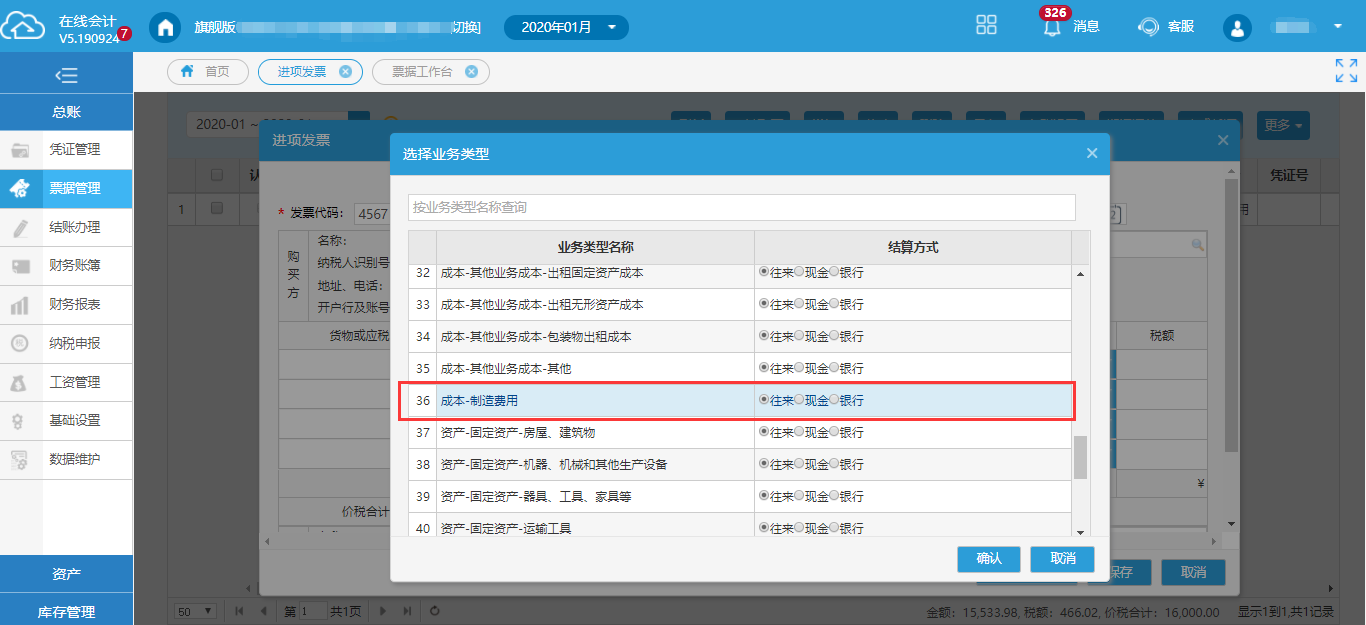 在线会计
V5.190924
7
旗舰版
切换]
2020年01月
326
消息
客服
首页
进项发票
票据工作台
总账
凭证管理
票据管理
结账办理
财务账簿
财务报表
纳税申报
工资管理
基础设置
数据维护
资产
库存管理
2020-01 ~
更多
凭证号
1
进项发票
* 发票代码: 4567
购买方
名称:
纳税人识别号
地址、电话:
开户行及账号
货物或应税
税额
¥
价税合计
保存
取消
选择业务类型
按业务类型名称查询
业务类型名称 结算方式
32 成本-其他业务成本-出租固定资产成本 往来 现金 银行
33 成本-其他业务成本-出租无形资产成本 往来 现金 银行
34 成本-其他业务成本-包装物出租成本 往来 现金 银行
35 成本-其他业务成本-其他 往来 现金 银行
36 成本-制造费用 往来 现金 银行
37 资产-固定资产-房屋、建筑物 往来 现金 银行
38 资产-固定资产-机器、机械和其他生产设备 往来 现金 银行
39 资产-固定资产-器具、工具、家具等 往来 现金 银行
40 资产-固定资产-运输工具 往来 现金 银行
确认
取消
50
第 1 共1页
金额: 15,533.98, 税额: 466.02, 价税合计: 16,000.00
显示1到1,共1记录